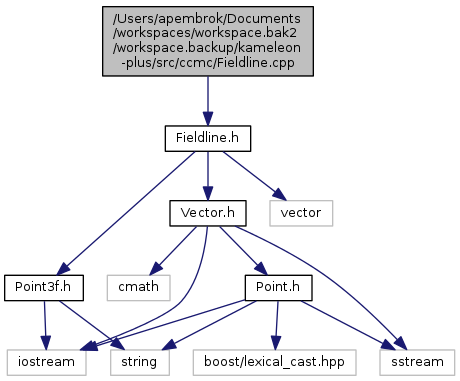 /Users/apembrok/Documents
/workspaces/workspace.bak2
/workspace.backup/kameleon
-plus/src/ccmc/Fieldline.cpp
Fieldline.h
Vector.h
vector
Point3f.h
cmath
Point.h
iostream
string
boost/lexical_cast.hpp
sstream